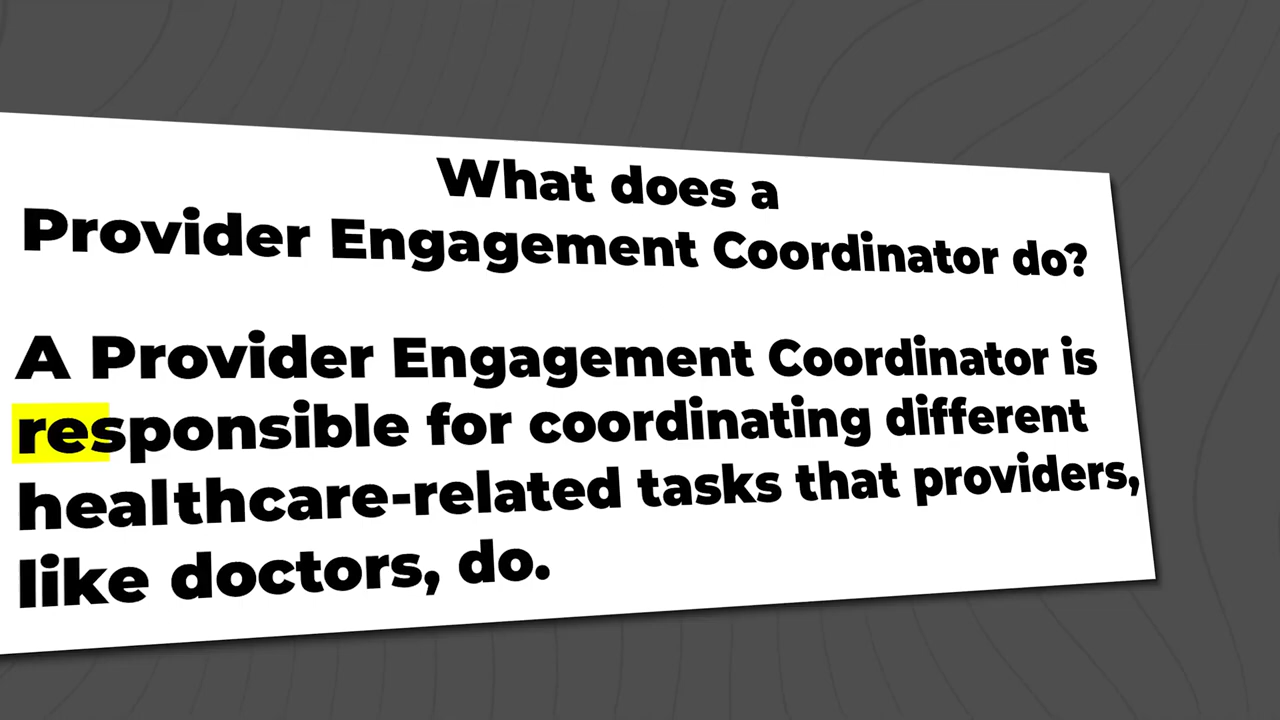 What does a
Provider Engagement Coordinator do?
A Provider Engagement Coordinator is
responsible for coordinating different
healthcare-related tasks that providers,
like doctors, do.